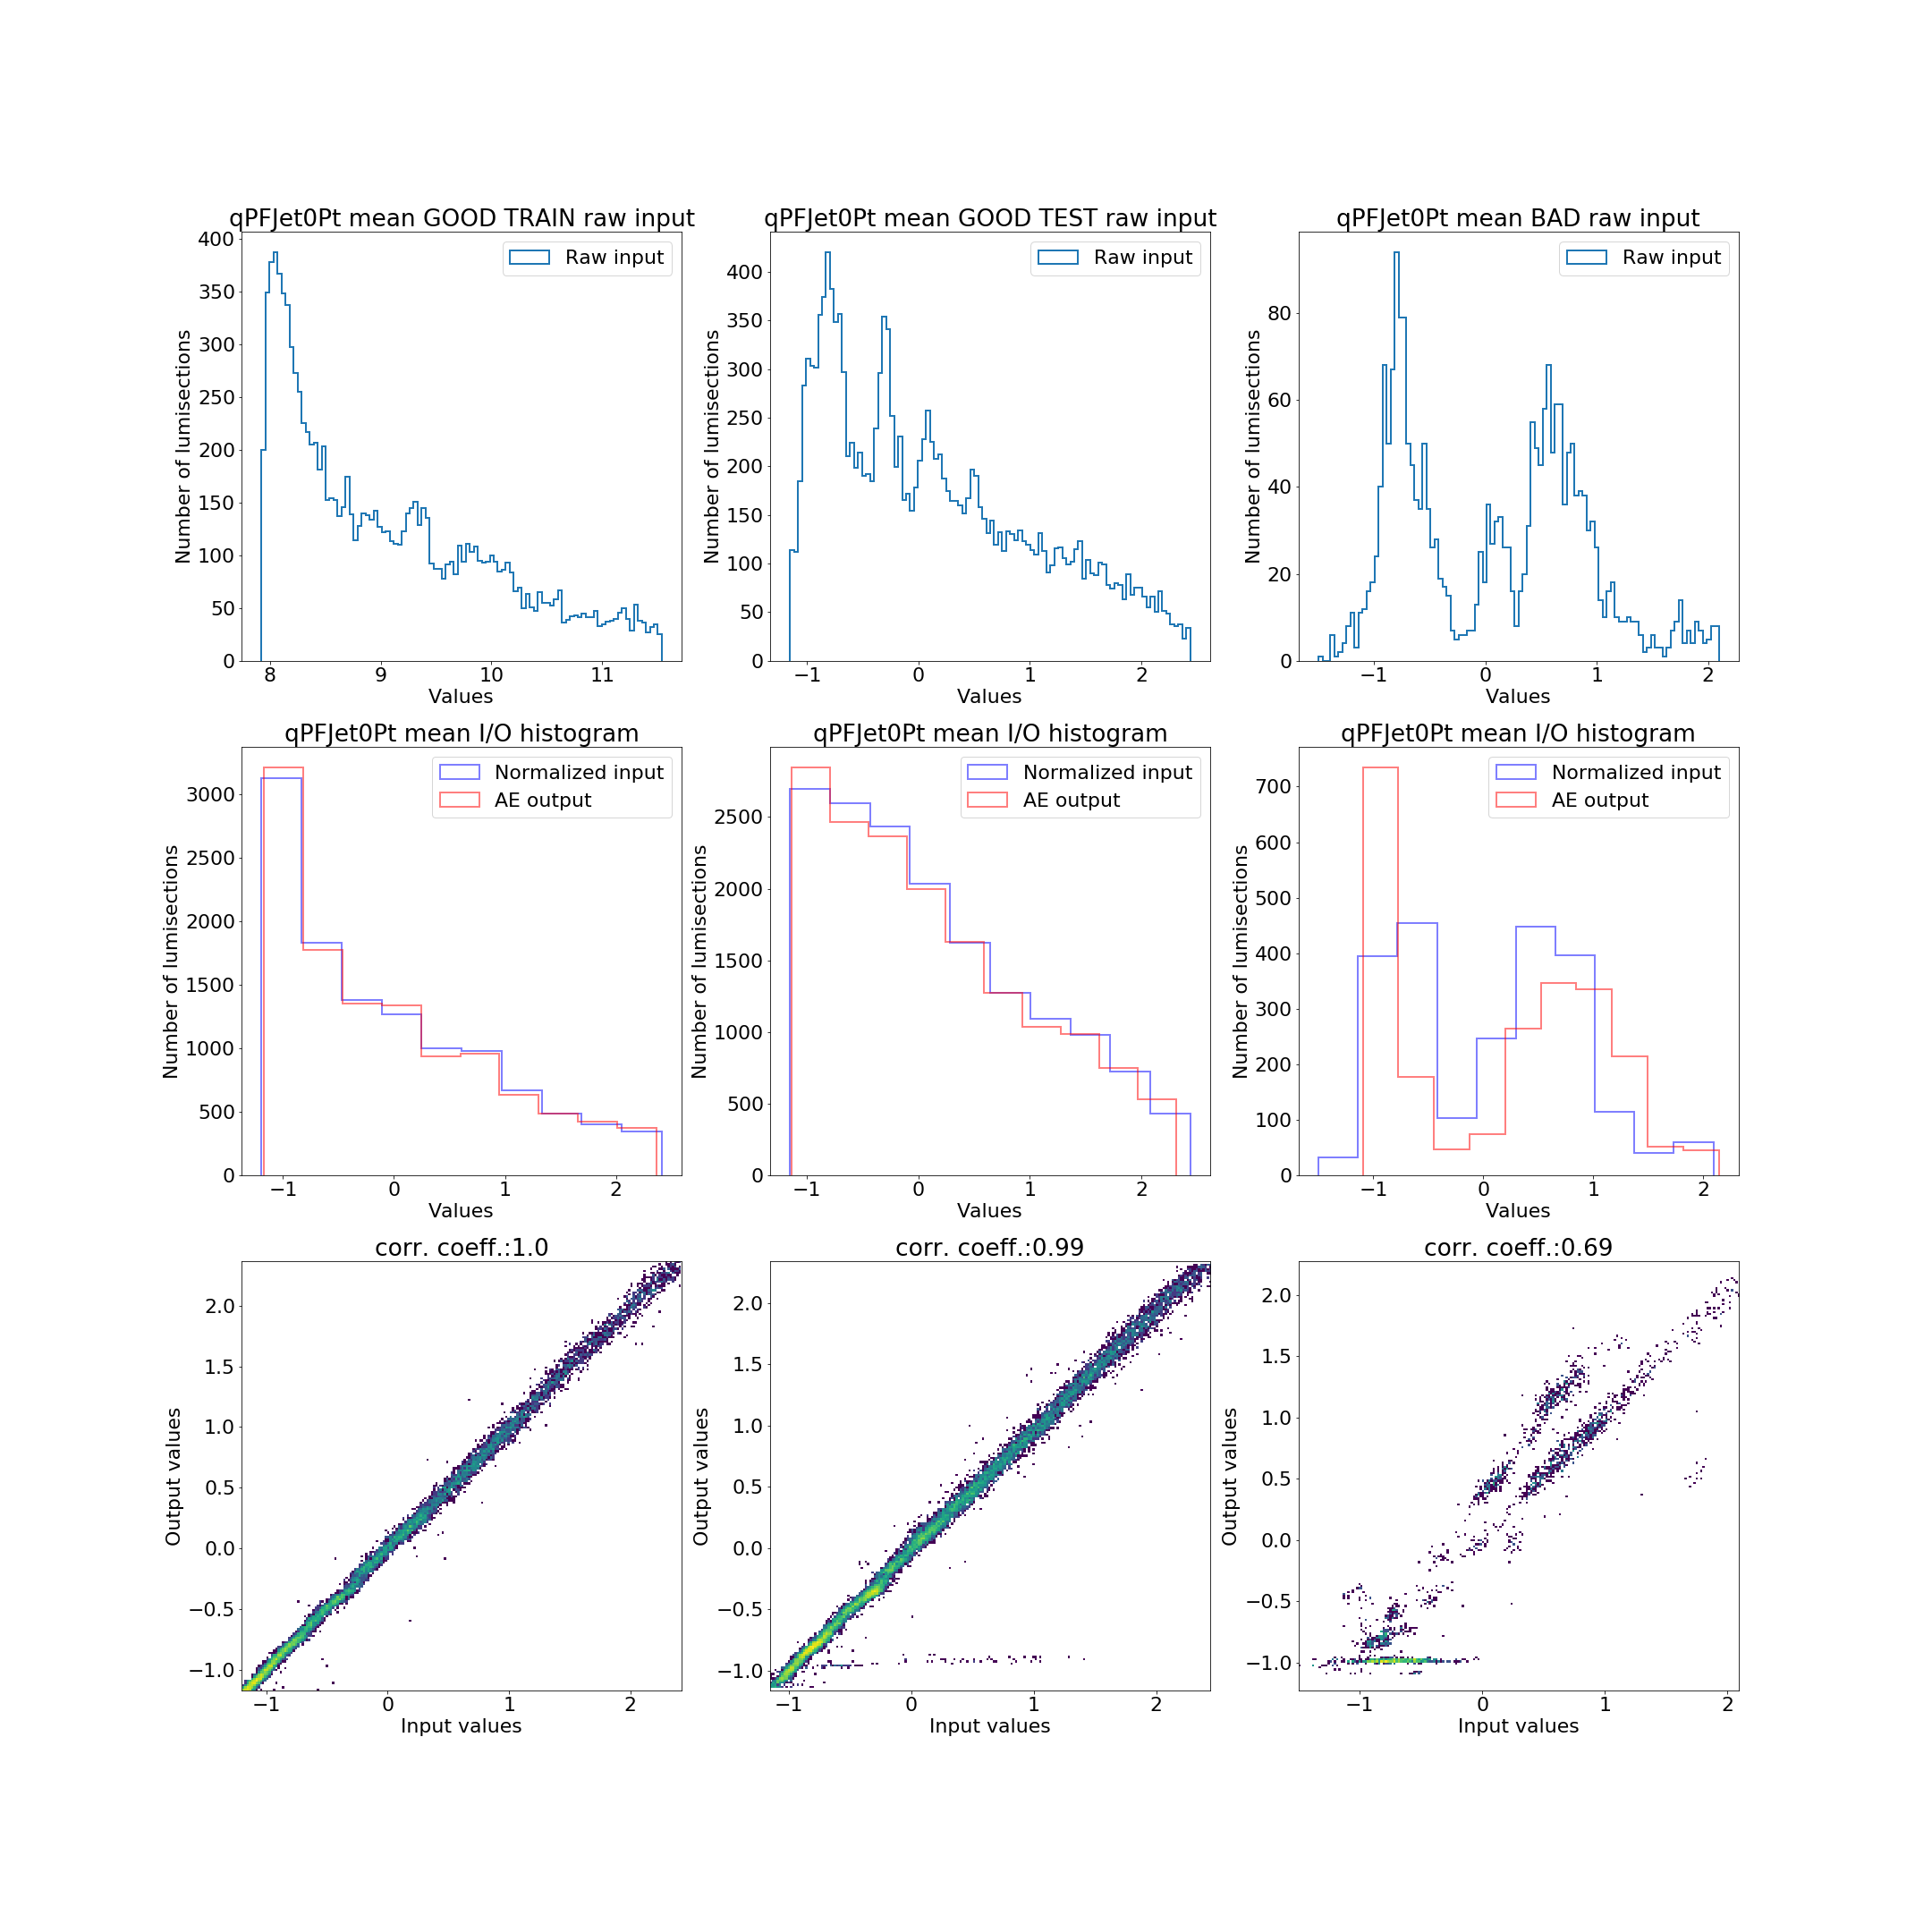 qPFJet0Pt mean GOOD TRAIN raw input
Raw input
Number of lumisections
400
350
300
250
200
150
100
50
0
8 9 10 11
Values
qPFJet0Pt mean GOOD TEST raw input
Raw input
Number of lumisections
400
350
300
250
200
150
100
50
0
−1 0 1 2
Values
qPFJet0Pt mean BAD raw input
Raw input
Number of lumisections
80
60
40
20
0
−1 0 1 2
Values
qPFJet0Pt mean I/O histogram
Normalized input
AE output
Number of lumisections
3000
2500
2000
1500
1000
500
0
−1 0 1 2
Values
qPFJet0Pt mean I/O histogram
Normalized input
AE output
Number of lumisections
2500
2000
1500
1000
500
0
−1 0 1 2
Values
qPFJet0Pt mean I/O histogram
Normalized input
AE output
Number of lumisections
700
600
500
400
300
200
100
0
−1 0 1 2
Values
corr. coeff.:1.0
Output values
2.0
1.5
1.0
0.5
0.0
−0.5
−1.0
−1 0 1 2
Input values
corr. coeff.:0.99
Output values
2.0
1.5
1.0
0.5
0.0
−0.5
−1.0
−1 0 1 2
Input values
corr. coeff.:0.69
Output values
2.0
1.5
1.0
0.5
0.0
−0.5
−1.0
−1 0 1 2
Input values